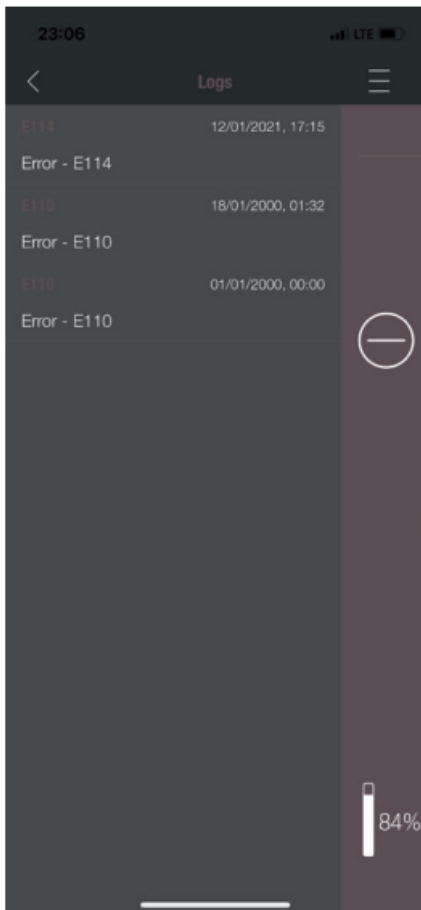 23:06 LTE
Logs
E114 12/01/2021, 17:15
Error - E114
E110 18/01/2000, 01:32
Error - E110
E110 01/01/2000, 00:00
Error - E110
84%